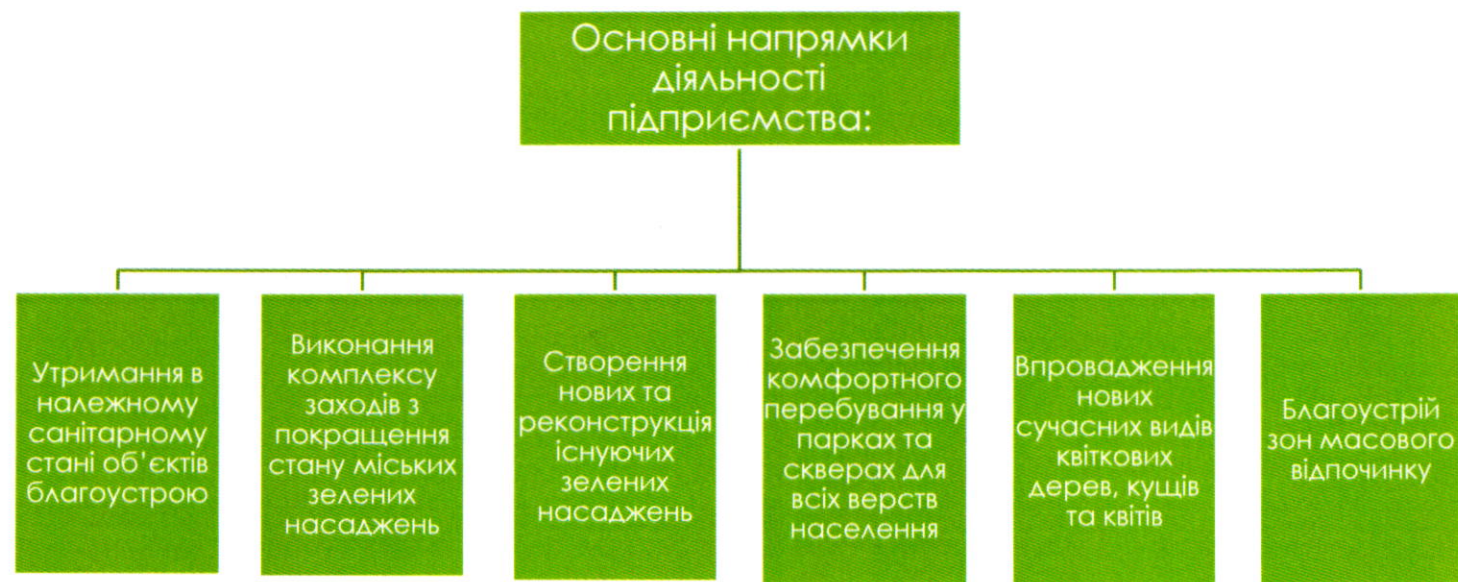 Основні напрямки
діяльності
підприємства:
Утримання в
належному
санітарному
стані об’єктів
благоустрою
Виконання
комплексу
заходів з
покращення
стану міських
зелених
насаджень
Створення
нових та
реконструкція
існуючих
зелених
насаджень
Забезпечення
комфортного
перебування у
парках та
скверах для
всіх верств
населення
Впровадження
нових
сучасних видів
квіткових
дерев, кущів
та квітів
Благоустрій
зон масового
відпочинку